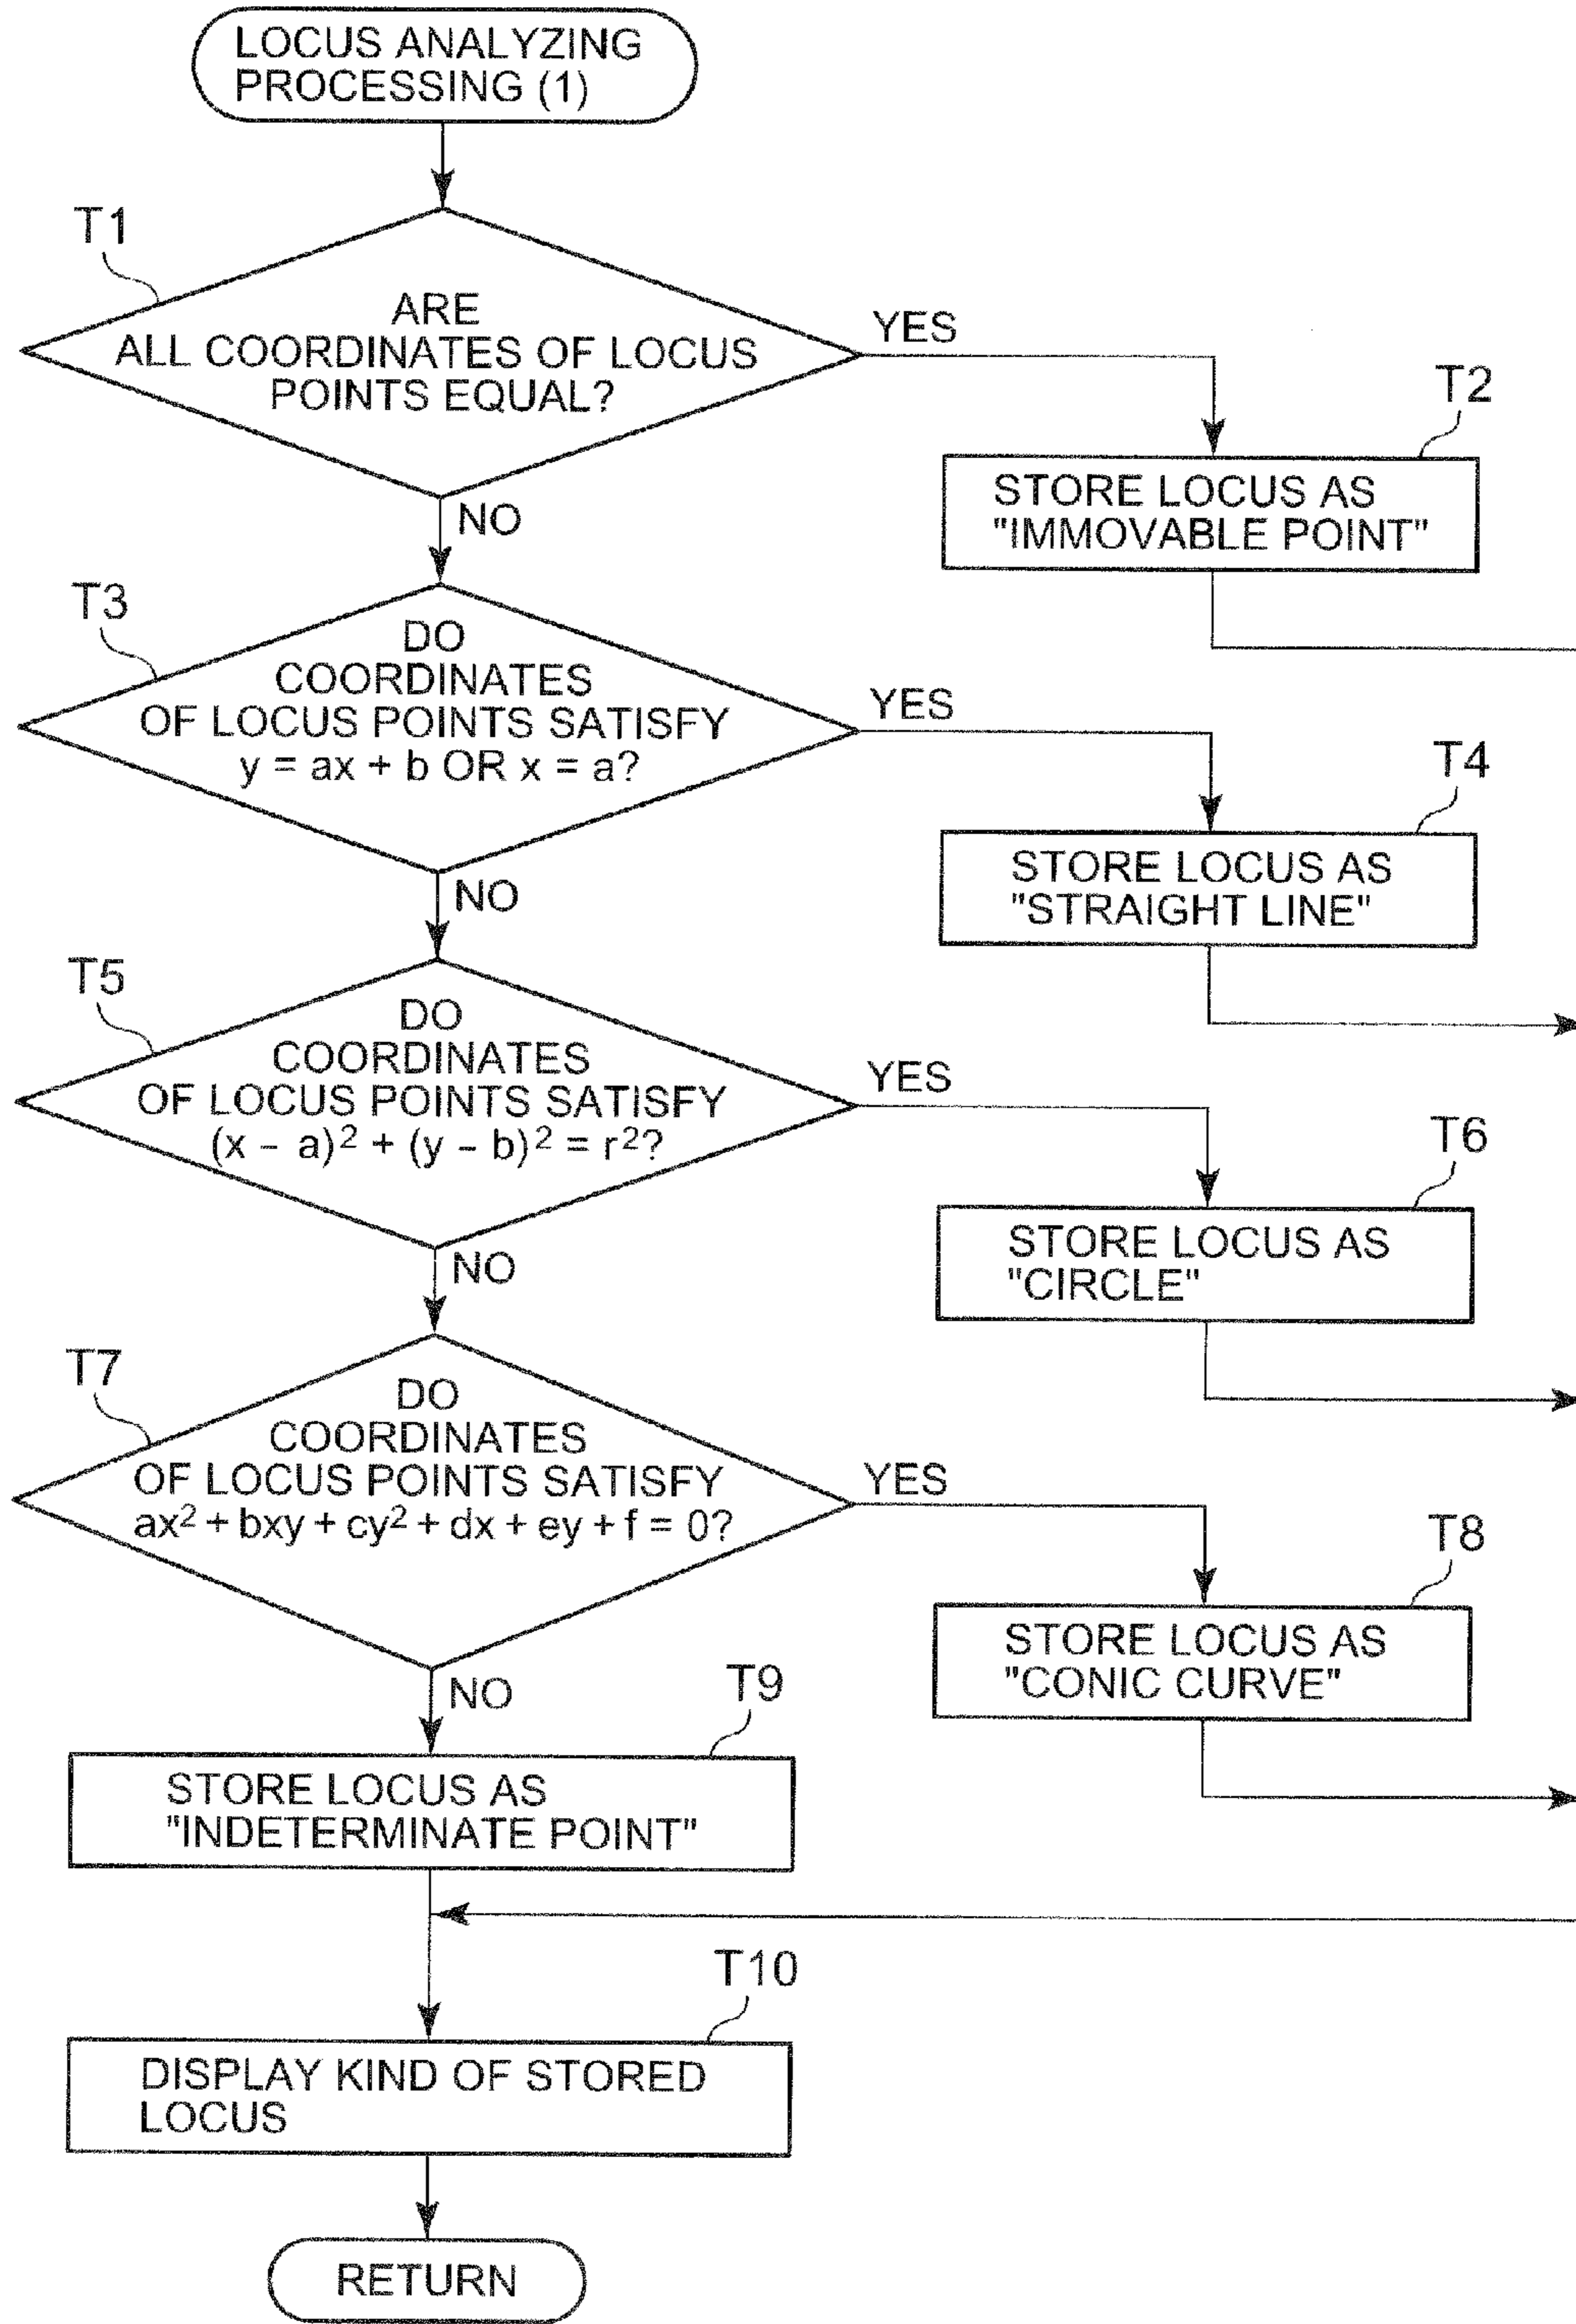 LOCUS ANALYZING
PROCESSING (1)
T1
ARE
ALL COORDINATES OF LOCUS
POINTS EQUAL?
YES
T2
STORE LOCUS AS
"IMMOVABLE POINT"
NO
T3
DO
COORDINATES
OF LOCUS POINTS SATISFY
y = ax + b OR x = a?
YES
T4
STORE LOCUS AS
"STRAIGHT LINE"
NO
T5
DO
COORDINATES
OF LOCUS POINTS SATISFY
(x – a)² + (y – b)² = r²?
YES
T6
STORE LOCUS AS
"CIRCLE"
NO
T7
DO
COORDINATES
OF LOCUS POINTS SATISFY
ax² + bxy + cy² + dx + ey + f = 0?
YES
T8
STORE LOCUS AS
"CONIC CURVE"
NO
T9
STORE LOCUS AS
"INDETERMINATE POINT"
T10
DISPLAY KIND OF STORED
LOCUS
RETURN